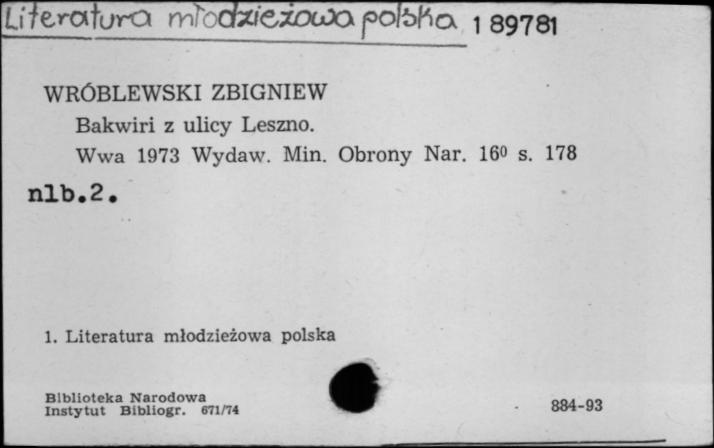 Literatura młodzieżowa polska 1 89781
WRÓBLEWSKI ZBIGNIEW
Bakwiri z ulicy Leszno.
Wwa 1973 Wydaw. Min. Obrony Nar. 16⁰ s. 178
nlb.2.
1. Literatura młodzieżowa polska
Biblioteka Narodowa
Instytut Bibliogr. 671/74
884-93